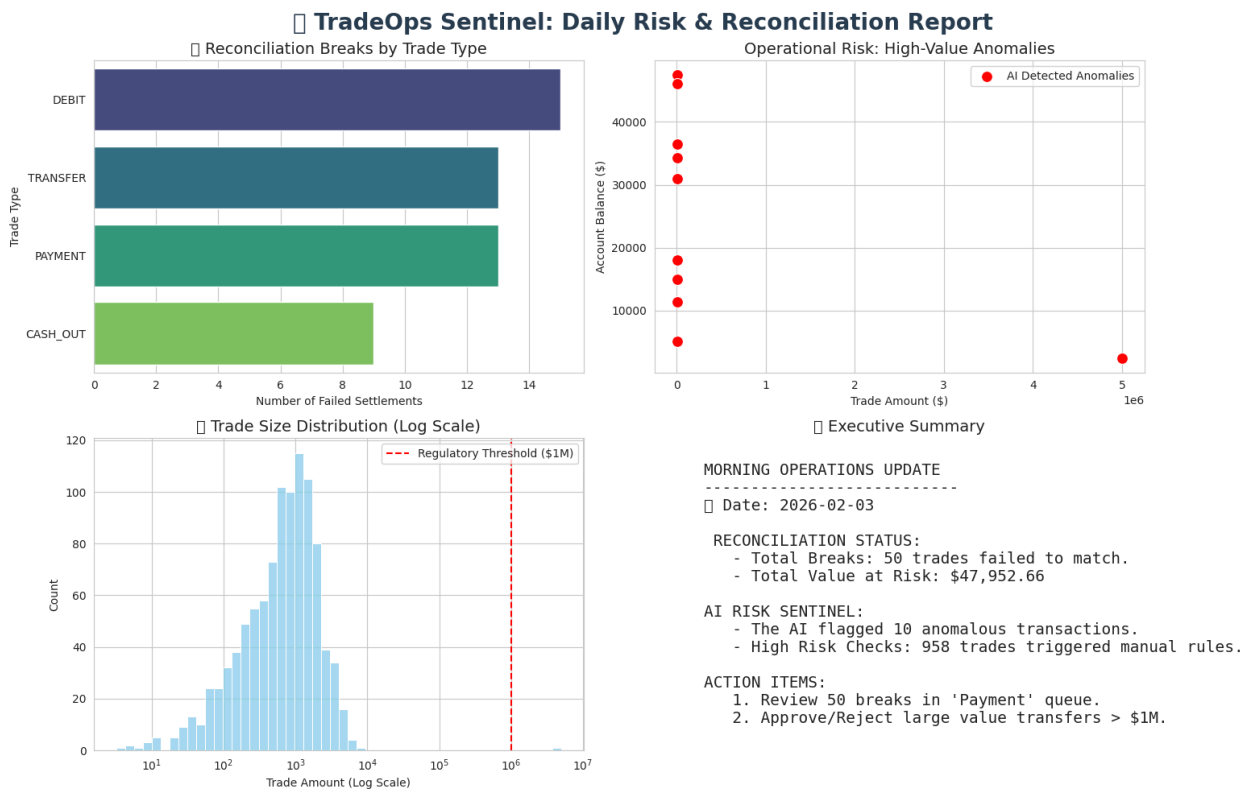 ▯ TradeOps Sentinel: Daily Risk & Reconciliation Report
▯ Reconciliation Breaks by Trade Type
Trade Type
DEBIT
TRANSFER
PAYMENT
CASH_OUT
0 2 4 6 8 10 12 14
Number of Failed Settlements
Operational Risk: High-Value Anomalies
AI Detected Anomalies
Account Balance ($)
40000
30000
20000
10000
0 1 2 3 4 5
1e6
Trade Amount ($)
▯ Trade Size Distribution (Log Scale)
Regulatory Threshold ($1M)
Count
120
100
80
60
40
20
0
10¹ 10² 10³ 10⁴ 10⁵ 10⁶ 10⁷
Trade Amount (Log Scale)
▯ Executive Summary
MORNING OPERATIONS UPDATE
---------------------------
▯ Date: 2026-02-03
RECONCILIATION STATUS:
- Total Breaks: 50 trades failed to match.
- Total Value at Risk: $47,952.66
AI RISK SENTINEL:
- The AI flagged 10 anomalous transactions.
- High Risk Checks: 958 trades triggered manual rules.
ACTION ITEMS:
1. Review 50 breaks in 'Payment' queue.
2. Approve/Reject large value transfers > $1M.